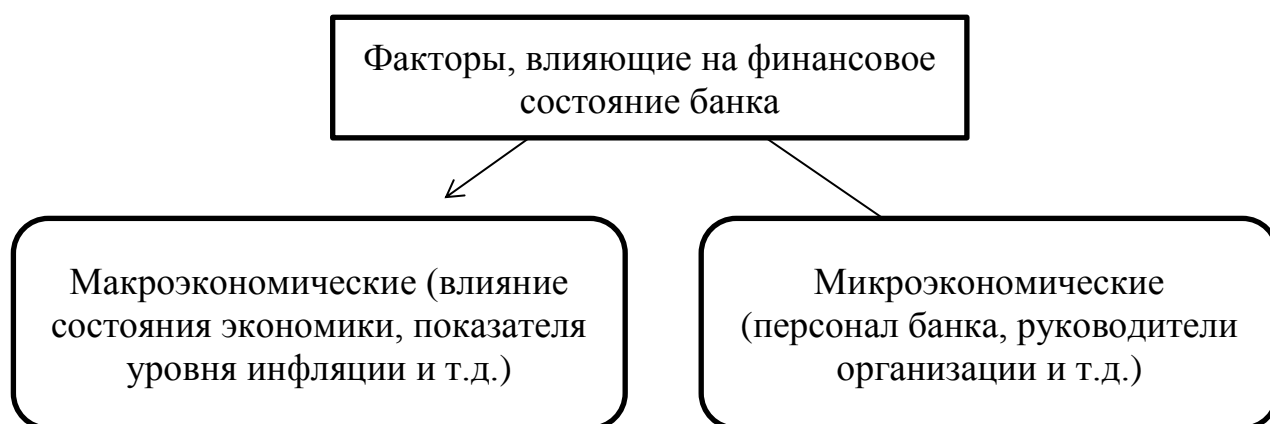 Факторы, влияющие на финансовое
состояние банка
Макроэкономические (влияние
состояния экономики, показателя
уровня инфляции и т.д.)
Микроэкономические
(персонал банка, руководители
организации и т.д.)